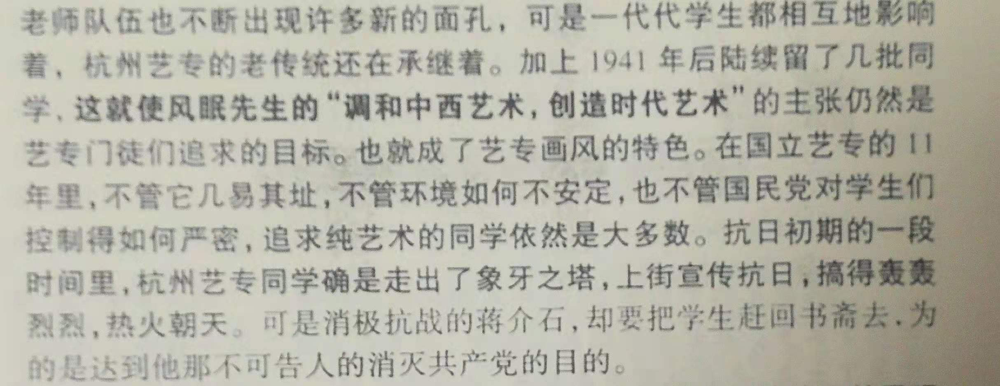 老师队伍也不断出现许多新的面孔，可是一代代学生都相互地影响
着，杭州艺专的老传统还在承继着。加上1941年后陆续留了几批同
学，这就使风眠先生的“调和中西艺术，创造时代艺术”的主张仍然是
艺专门徒们追求的目标。也就成了艺专画风的特色。在国立艺专的11
年里，不管它几易其址，不管环境如何不安定，也不管国民党对学生们
控制得如何严密，追求纯艺术的同学依然是大多数。抗日初期的一段
时间里，杭州艺专同学确是走出了象牙之塔，上街宣传抗日，搞得轰轰
烈烈，热火朝天。可是消极抗战的蒋介石，却要把学生赶回书斋去．为
的是达到他那不可告人的消灭共产党的目的。